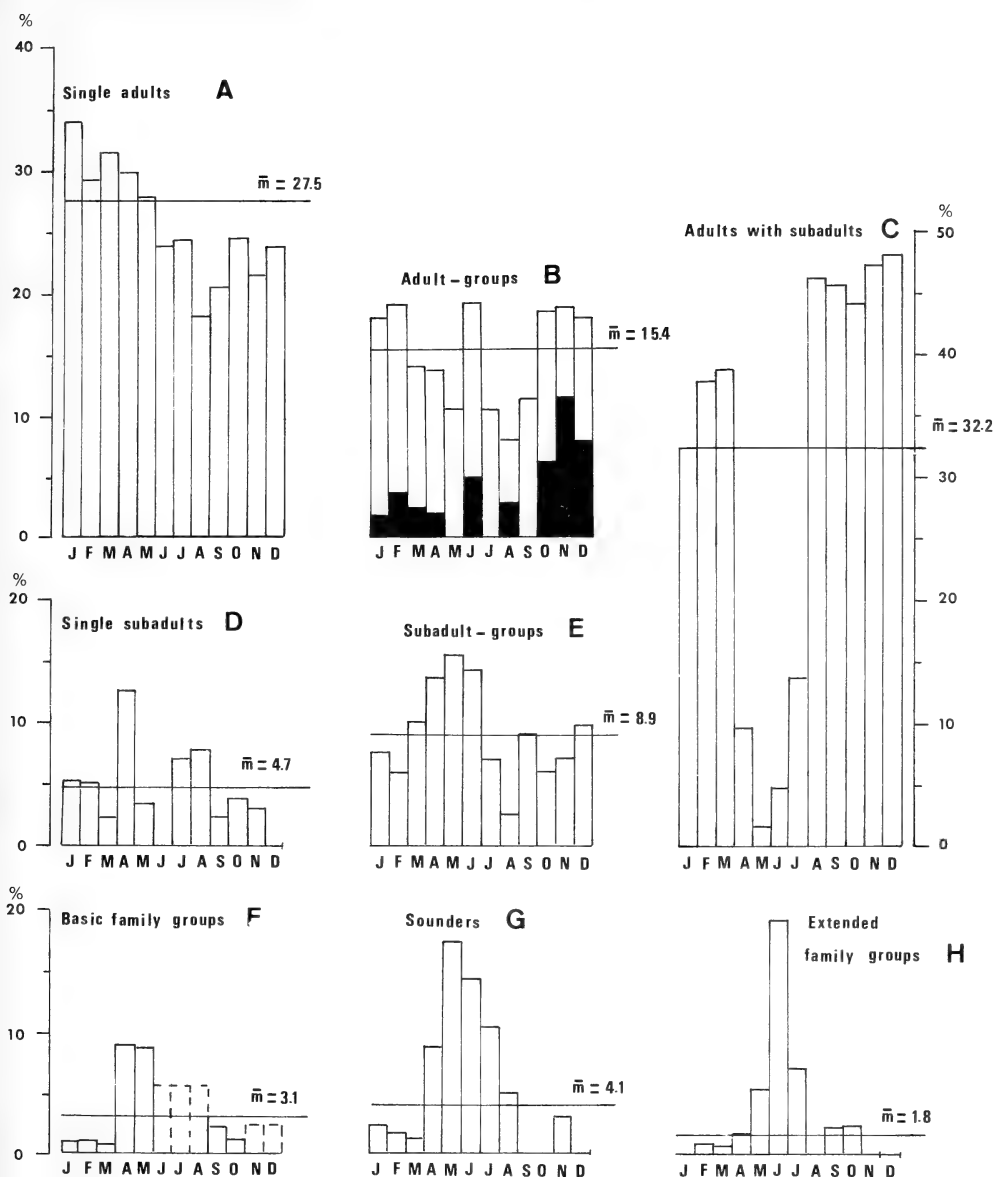 %
40
30
20
10
0
Single adults A
m̄ = 27.5
J F M A M J J A S O N D
Adult-groups B
m̄ = 15.4
J F M A M J J A S O N D
Adults with subadults C
%
50
40
m̄ = 32.2
30
20
10
0
J F M A M J J A S O N D
%
20
10
0
Single subadults D
m̄ = 4.7
J F M A M J J A S O N D
Subadult-groups E
m̄ = 8.9
J F M A M J J A S O N D
%
20
10
0
Basic family groups F
m̄ = 3.1
J F M A M J J A S O N D
Sounders G
m̄ = 4.1
J F M A M J J A S O N D
Extended
family groups H
m̄ = 1.8
J F M A M J J A S O N D